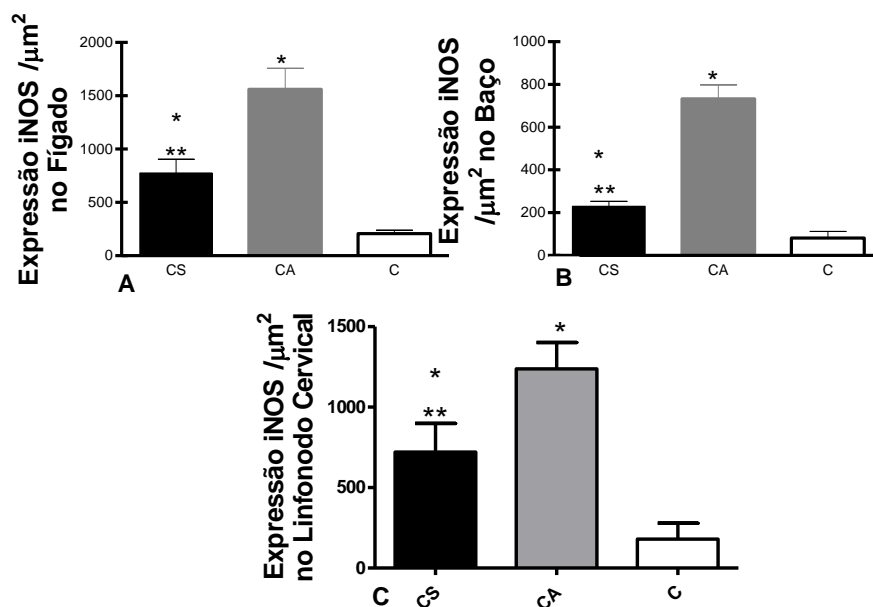 Expressão iNOS /μm²
no Fígado
2000
1500
1000
500
0
*
**
*
CS
CA
C
A
Expressão iNOS
/μm² no Baço
1000
800
600
400
200
0
*
**
*
CS
CA
C
B
Expressão iNOS /μm²
no Linfonodo Cervical
1500
1000
500
0
*
**
*
CS
CA
C
C